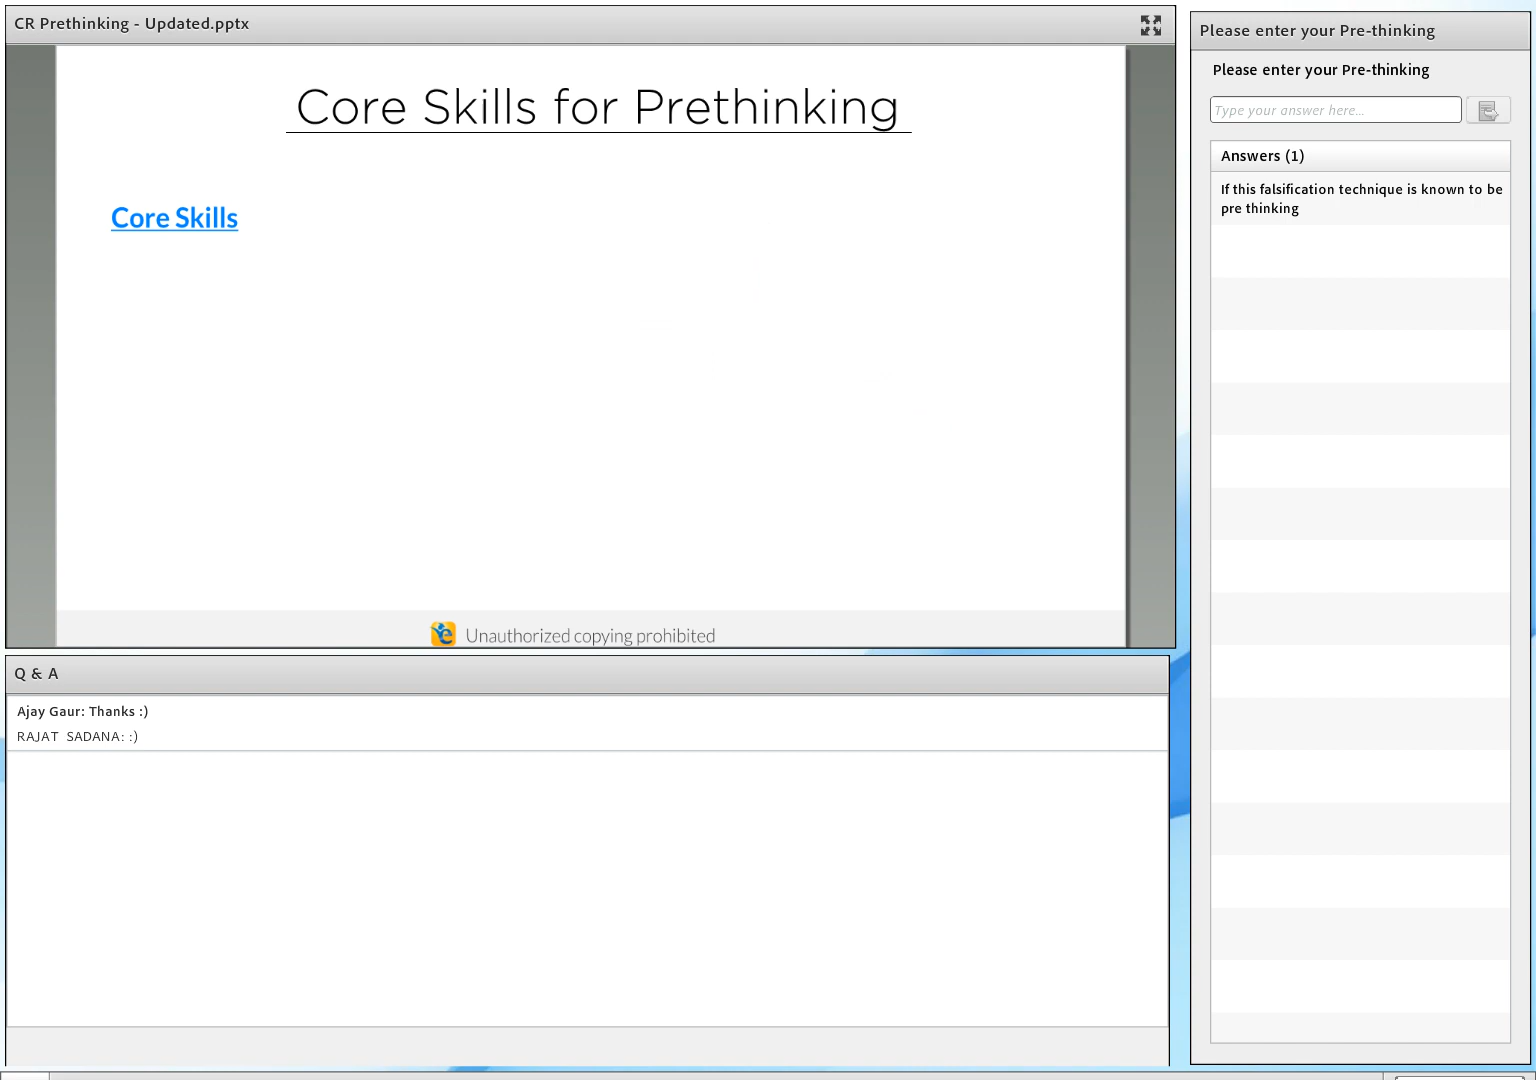 CR Prethinking - Updated.pptx
Core Skills for Prethinking
Core Skills
Unauthorized copying prohibited
Q & A
Ajay Gaur: Thanks :)
RAJAT SADANA: :)
Please enter your Pre-thinking
Please enter your Pre-thinking
Type your answer here...
Answers (1)
If this falsification technique is known to be
pre thinking